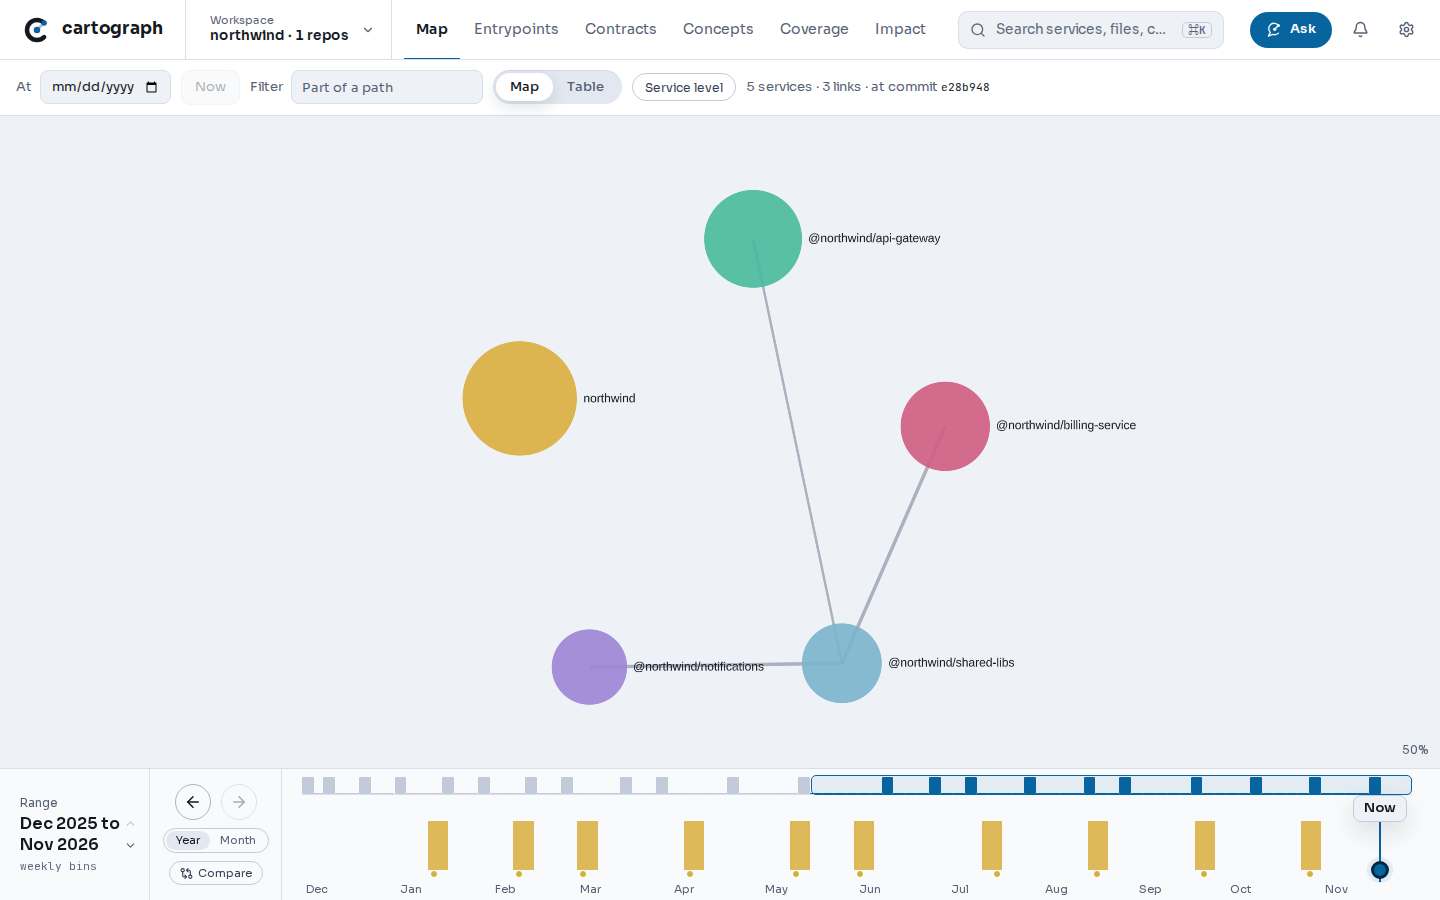 cartograph
Workspace
northwind · 1 repos
Map
Entrypoints
Contracts
Concepts
Coverage
Impact
Search services, files, c...
⌘K
Ask
At
mm/dd/yyyy
Now
Filter
Part of a path
Map
Table
Service level
5 services · 3 links · at commit e28b948
@northwind/api-gateway
northwind
@northwind/billing-service
@northwind/notifications
@northwind/shared-libs
50%
Range
Dec 2025 to
Nov 2026
weekly bins
Year
Month
Compare
Now
Dec
Jan
Feb
Mar
Apr
May
Jun
Jul
Aug
Sep
Oct
Nov